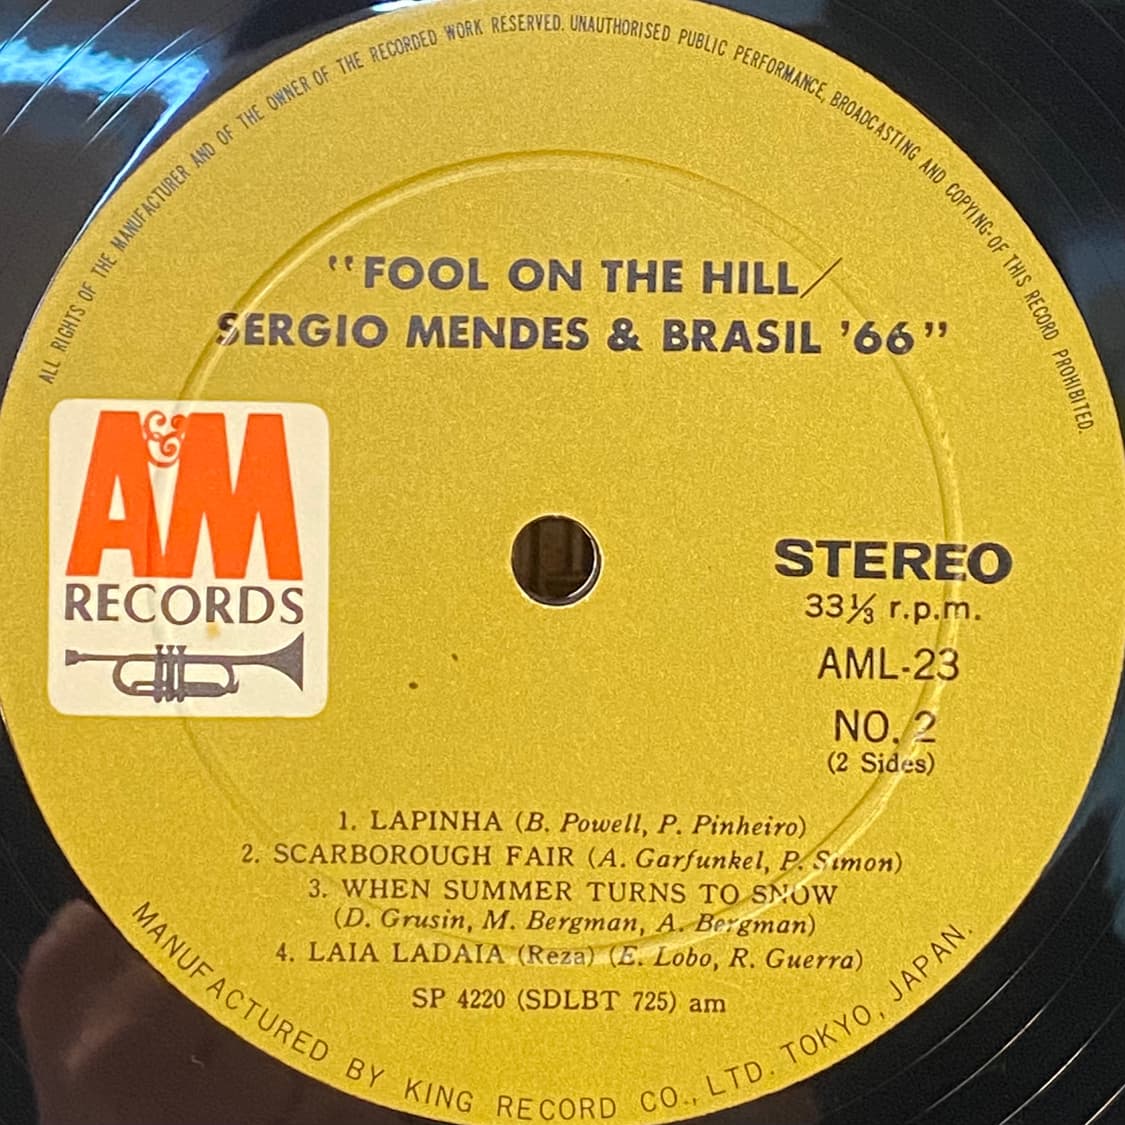 ALL RIGHTS OF THE MANUFACTURER AND OF THE OWNER OF THE RECORDED WORK RESERVED. UNAUTHORISED PUBLIC PERFORMANCE, BROADCASTING AND COPYING OF THIS RECORD PROHIBITED.
"FOOL ON THE HILL/
SERGIO MENDES & BRASIL '66"
A&M
RECORDS
STEREO
33⅓ r.p.m.
AML-23
NO. 2
(2 Sides)
1. LAPINHA (B. Powell, P. Pinheiro)
2. SCARBOROUGH FAIR (A. Garfunkel, P. Simon)
3. WHEN SUMMER TURNS TO SNOW
(D. Grusin, M. Bergman, A. Bergman)
4. LAIA LADAIA (Reza) (E. Lobo, R. Guerra)
SP 4220 (SDLBT 725) am
MANUFACTURED BY KING RECORD CO., LTD. TOKYO, JAPAN.